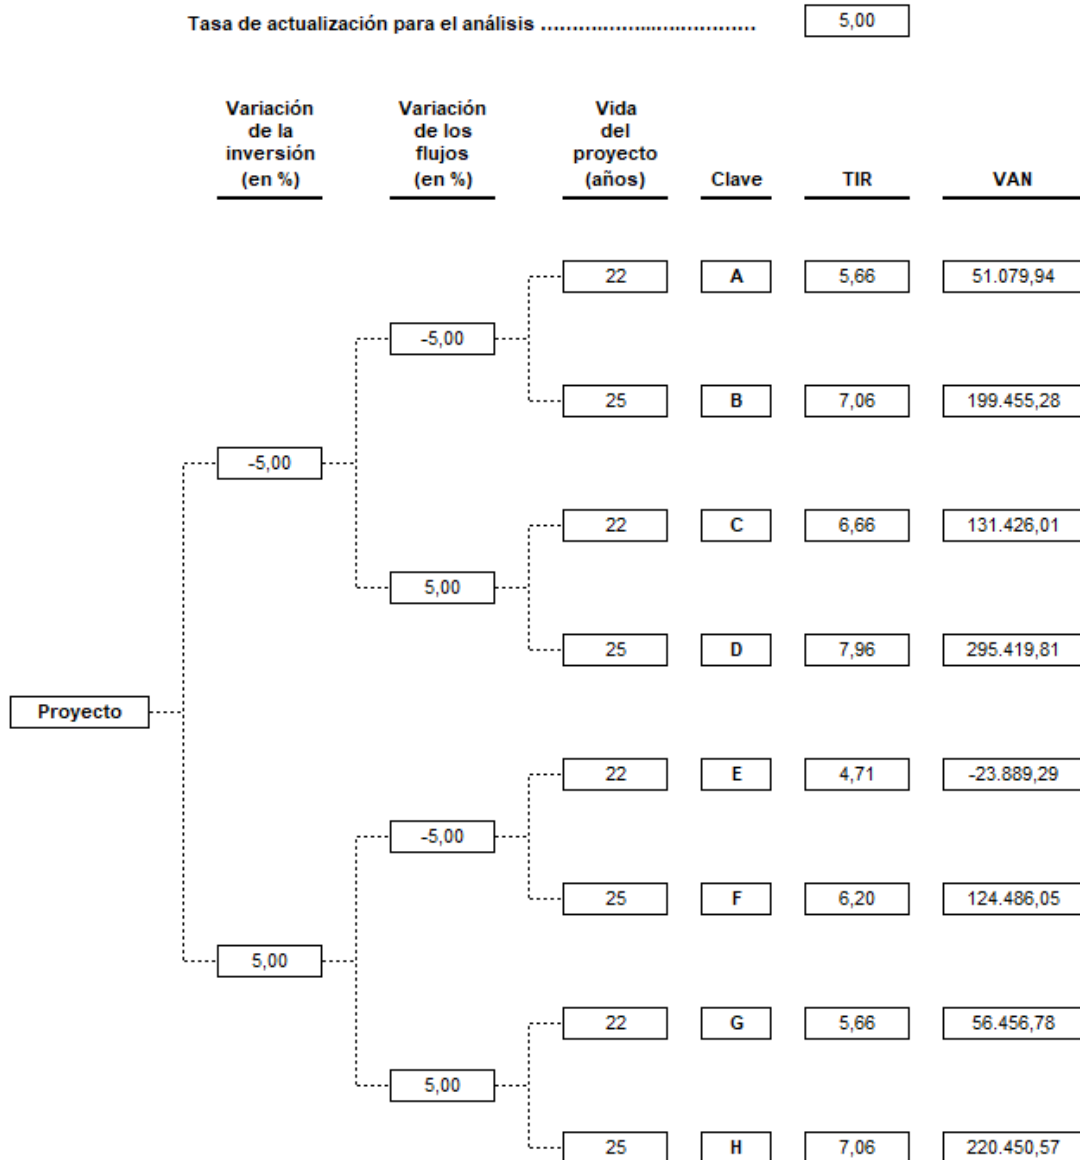 Tasa de actualización para el análisis ………..……...….………… 5,00
Variación de la inversión (en %)
Variación de los flujos (en %)
Vida del proyecto (años)
Clave
TIR
VAN
22 A 5,66 51.079,94
-5,00
25 B 7,06 199.455,28
-5,00
22 C 6,66 131.426,01
5,00
25 D 7,96 295.419,81
Proyecto
22 E 4,71 -23.889,29
-5,00
25 F 6,20 124.486,05
5,00
22 G 5,66 56.456,78
5,00
25 H 7,06 220.450,57